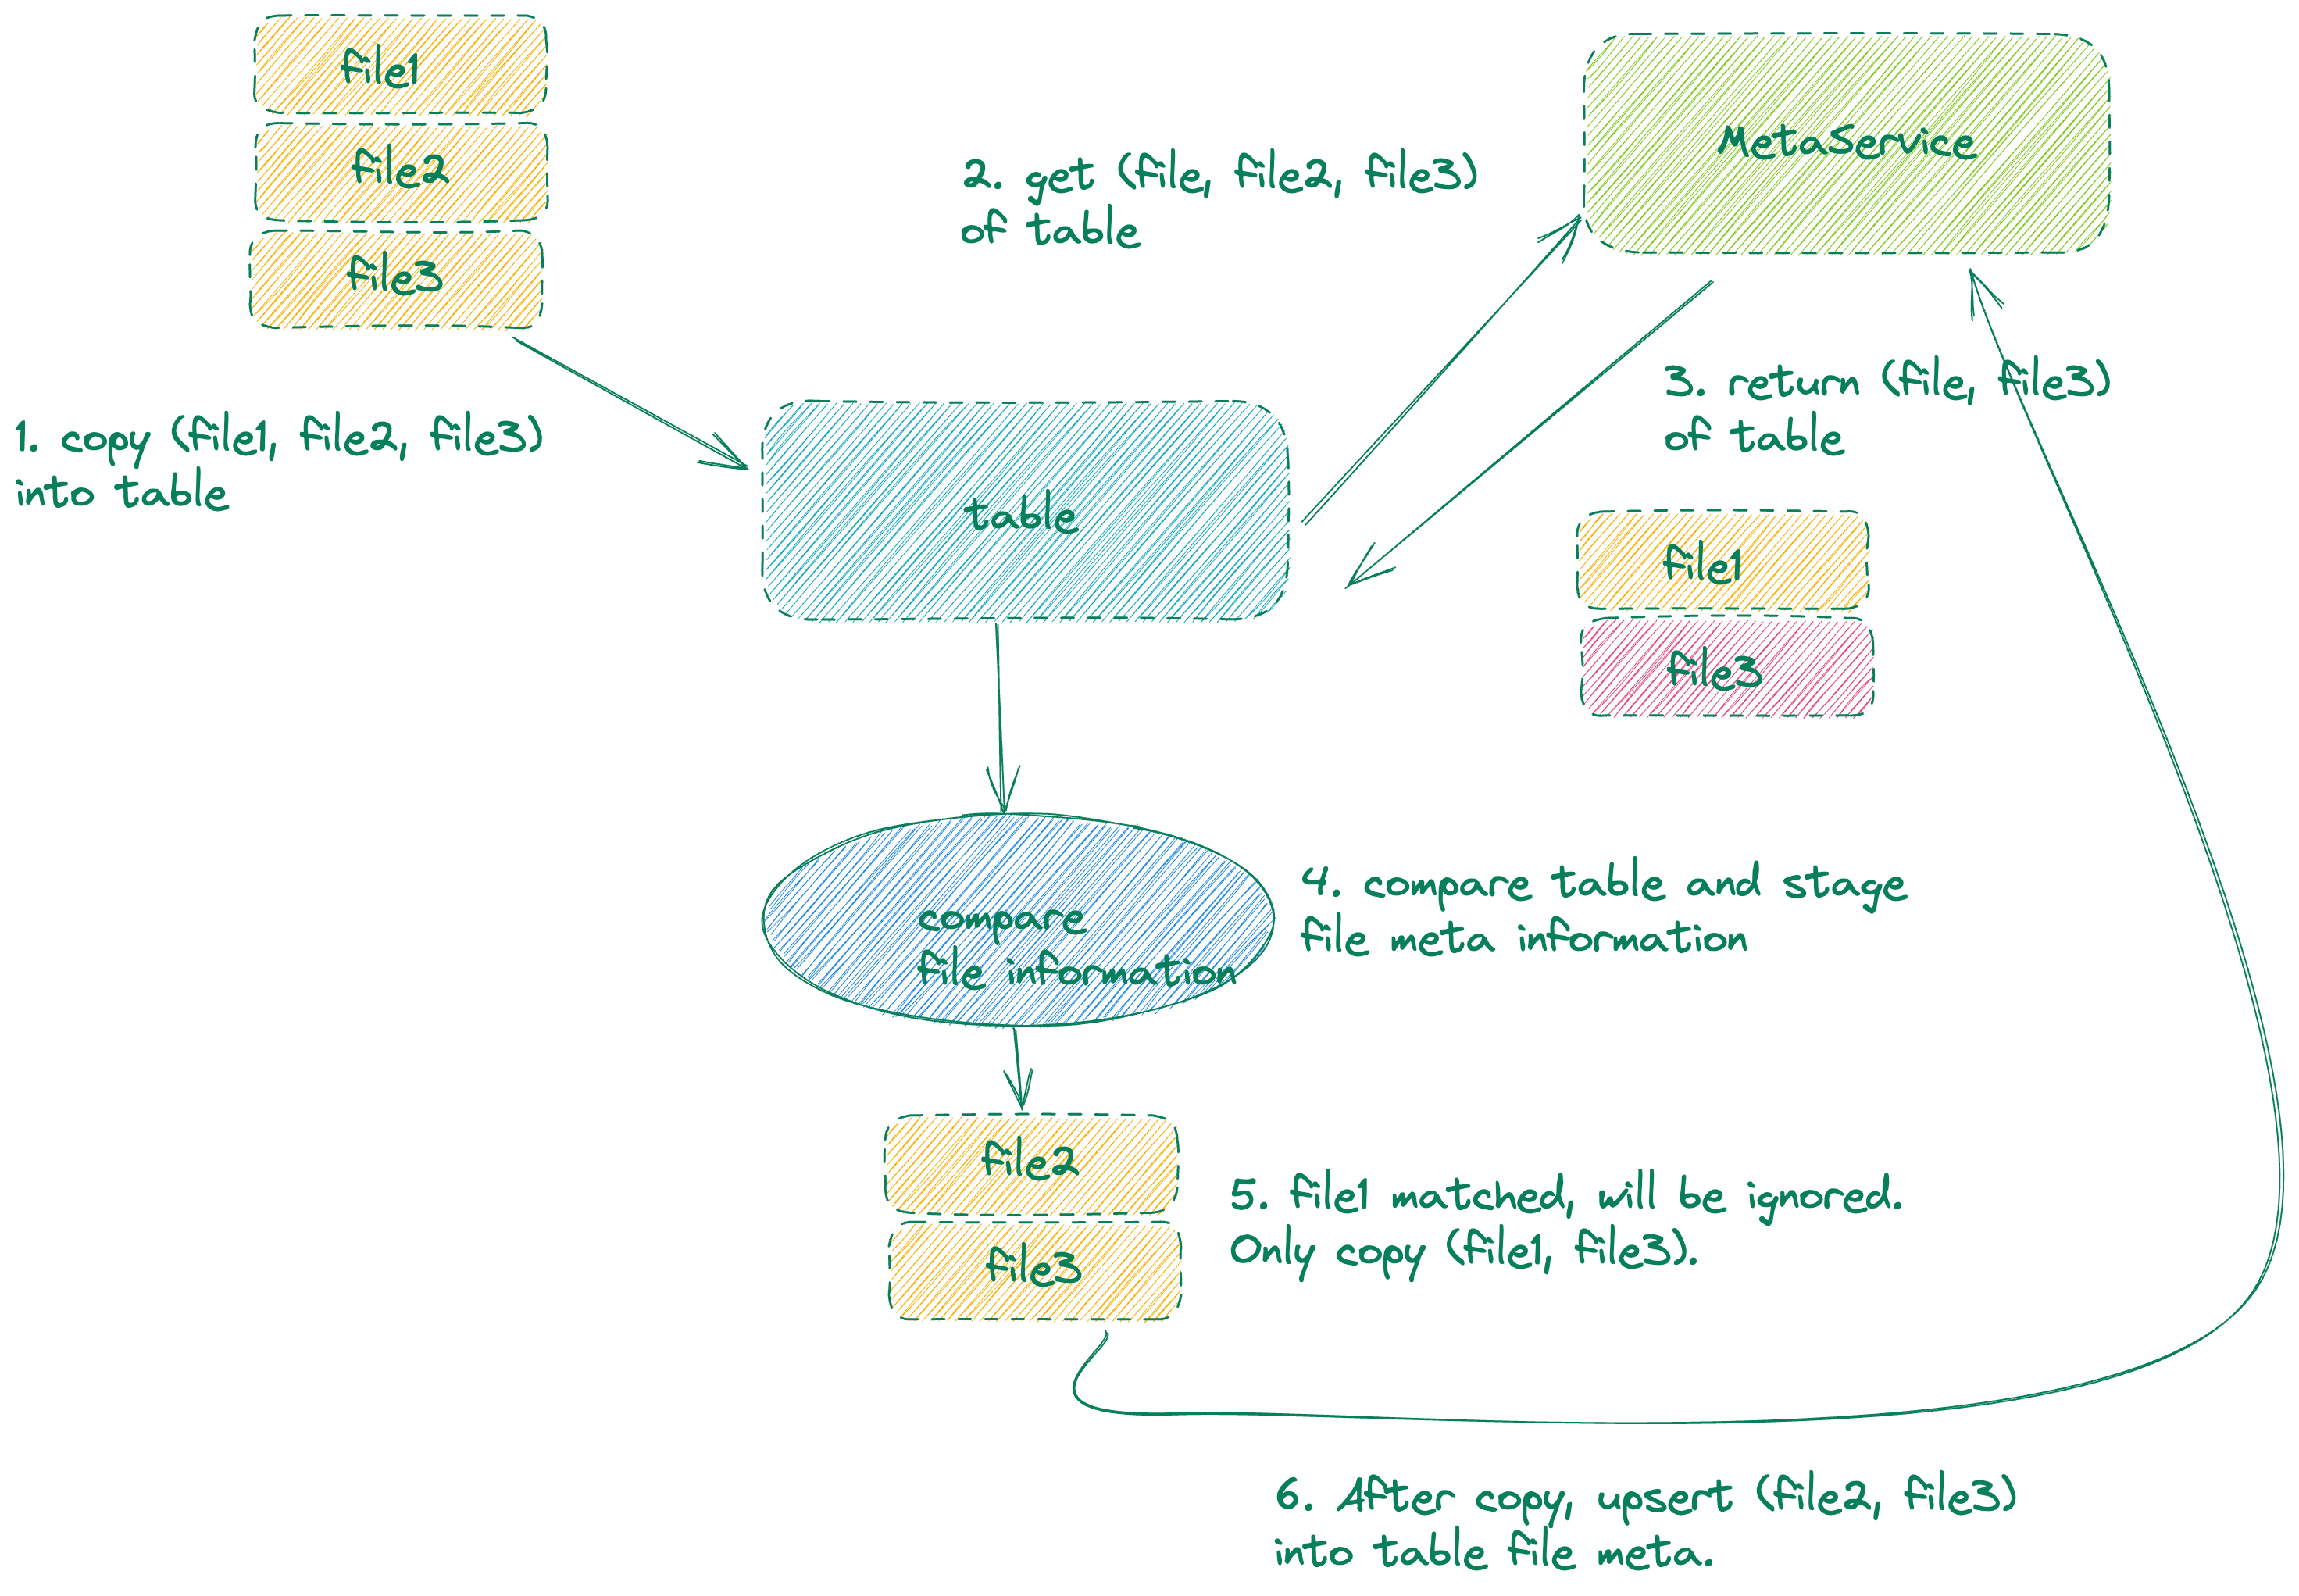 file1
file2
file3
MetaService
2. get (file, file2, file3)
of table
1. copy (file1, file2, file3)
into table
3. return (file, file3)
of table
table
file1
file3
compare
file information
4. compare table and stage
file meta information
file2
file3
5. file1 matched, will be ignored.
Only copy (file1, file3).
6. After copy, upsert (file2, file3)
into table file meta.